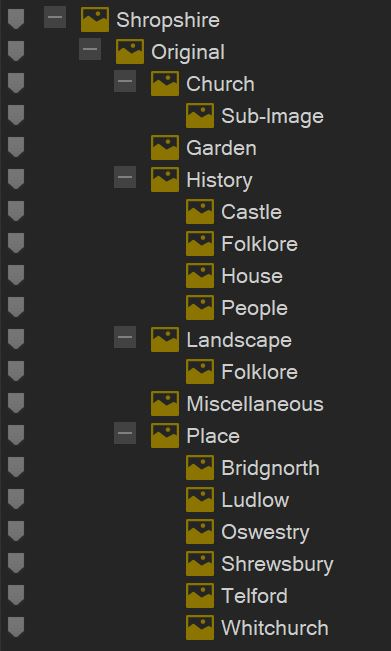 Shropshire
Original
Church
Sub-Image
Garden
History
Castle
Folklore
House
People
Landscape
Folklore
Miscellaneous
Place
Bridgnorth
Ludlow
Oswestry
Shrewsbury
Telford
Whitchurch